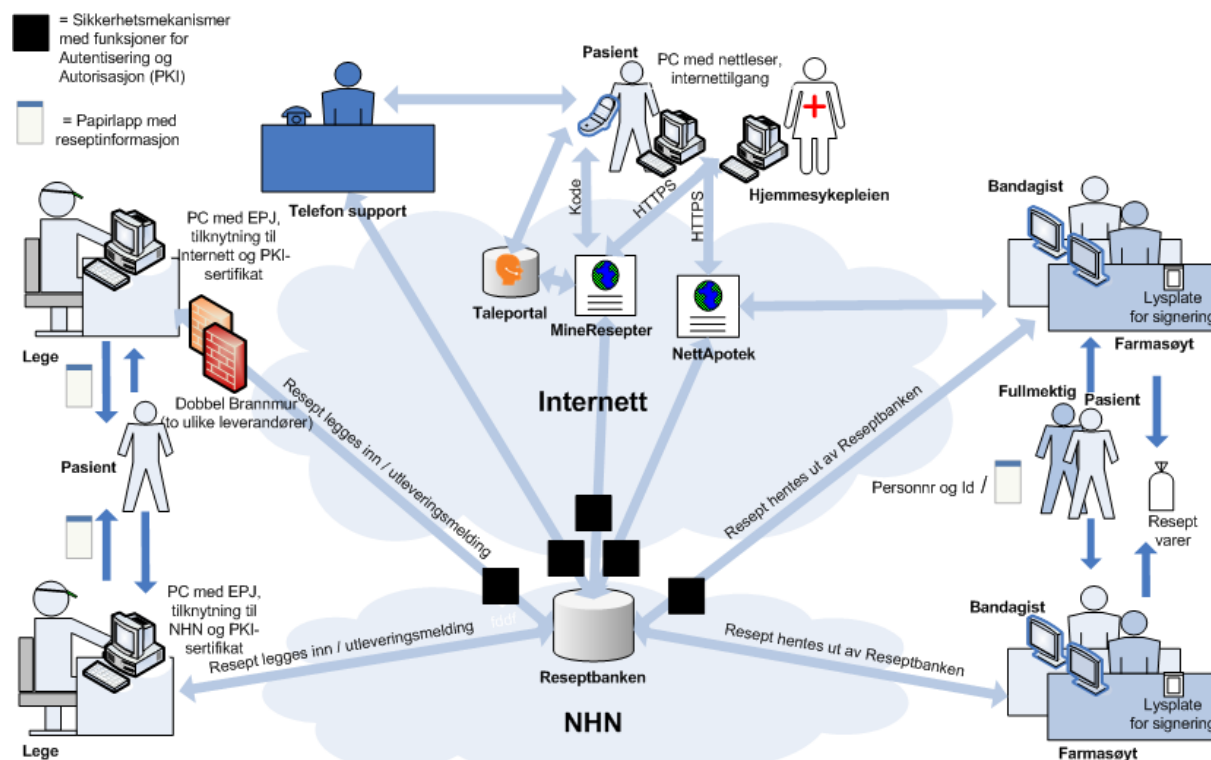 = Sikkerhetsmekanismer
med funksjoner for
Autentisering og
Autorisasjon (PKI)
= Papirlapp med
reseptinformasjon
Pasient
PC med nettleser,
internettilgang
Hjemmesykepleien
Telefon support
Kode
HTTPS
HTTPS
Taleportal
MineResepter
NettApotek
Internett
PC med EPJ,
tilknytning til
Internett og PKI-
sertifikat
Lege
Dobbel Brannmur
(to ulike leverandører)
Pasient
Resept legges inn / utleveringsmelding
Resept hentes ut av Reseptbanken
Bandagist
Lysplate
for signering
Farmasøyt
Fullmektig
Pasient
Personnr og Id /
Resept
varer
PC med EPJ,
tilknytning til
NHN og PKI-
sertifikat
Lege
fddf
Resept legges inn / utleveringsmelding
Reseptbanken
NHN
Resept hentes ut av Reseptbanken
Bandagist
Lysplate
for signering
Farmasøyt